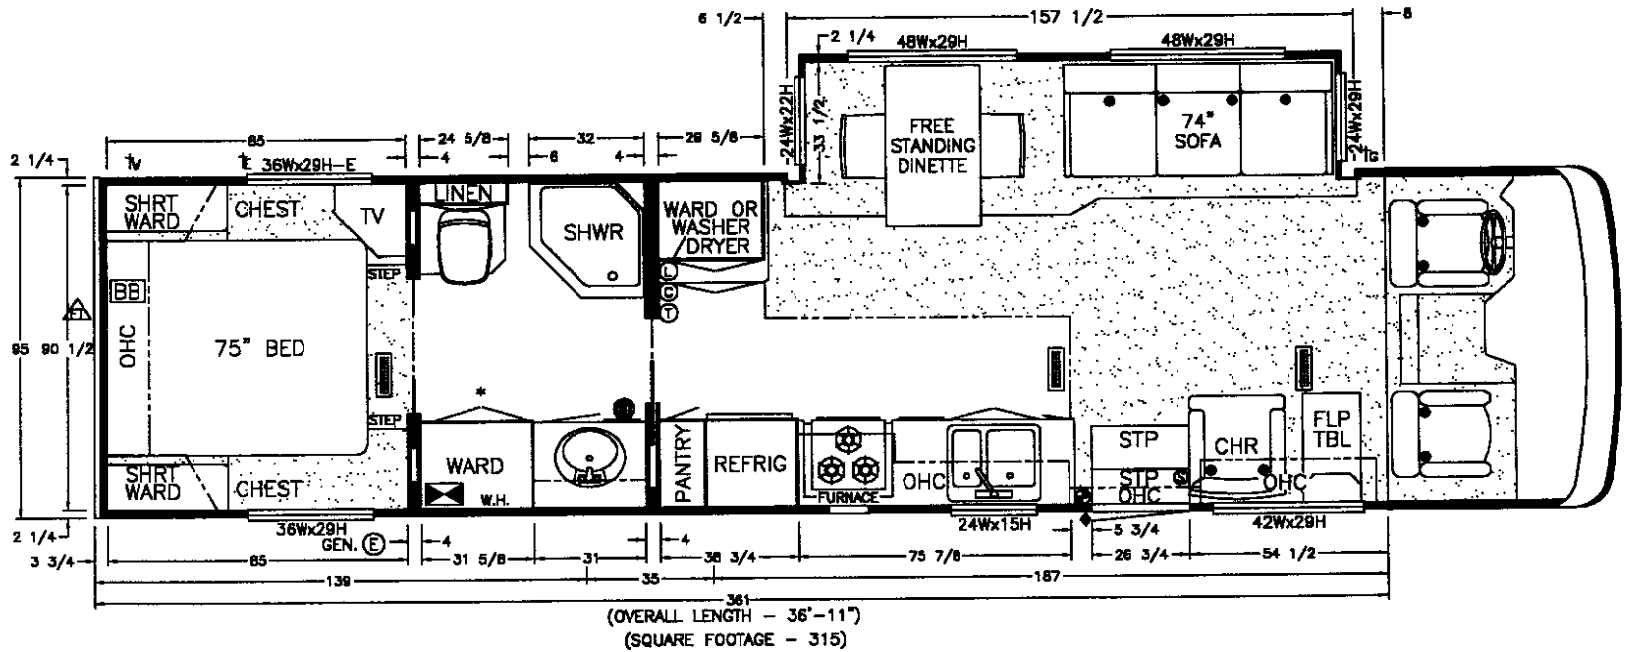 6 1/2
157 1/2
8
2 1/4
48Wx29H
48Wx29H
24Wx22H
33 1/2
24Wx29H
FREE
STANDING
DINETTE
74"
SOFA
85
24 5/8
32
29 5/8
4
6
4
2 1/4
36Wx29H-E
TG
SHRT
WARD
CHEST
TV
LINEN
SHWR
WARD OR
WASHER
DRYER
STEP
BB
OHC
75" BED
L
C
T
95
90 1/2
*
STEP
SHRT
WARD
CHEST
WARD
W.H.
PANTRY
REFRIG
FURNACE
OHC
STP
STP
OHC
S
CHR
OHC
FLP
TBL
36Wx29H
GEN. E
24Wx15H
42Wx29H
2 1/4
3 3/4
85
4
31 5/8
31
4
38 3/4
75 7/8
5 3/4
26 3/4
54 1/2
139
35
187
361
(OVERALL LENGTH - 36'-11")
(SQUARE FOOTAGE - 315)